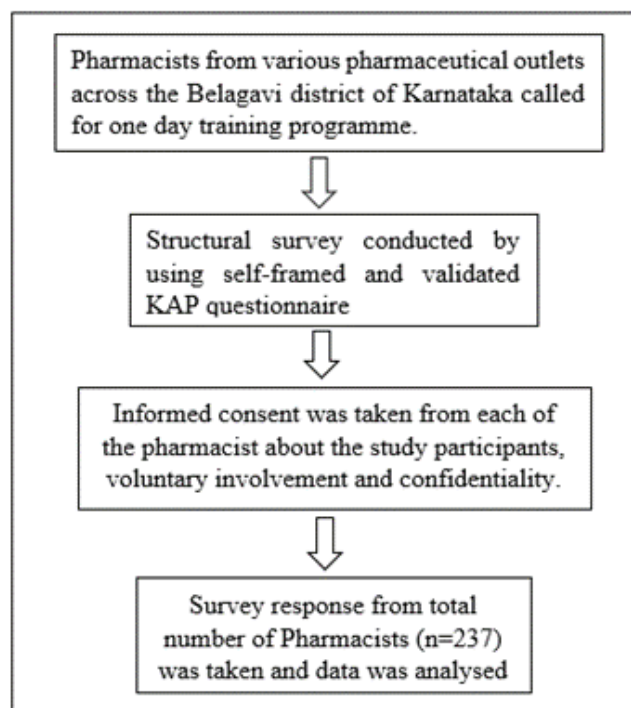 Pharmacists from various pharmaceutical outlets
across the Belagavi district of Karnataka called
for one day training programme.
Structural survey conducted by
using self-framed and validated
KAP questionnaire
Informed consent was taken from each of
the pharmacist about the study participants,
voluntary involvement and confidentiality.
Survey response from total
number of Pharmacists (n=237)
was taken and data was analysed